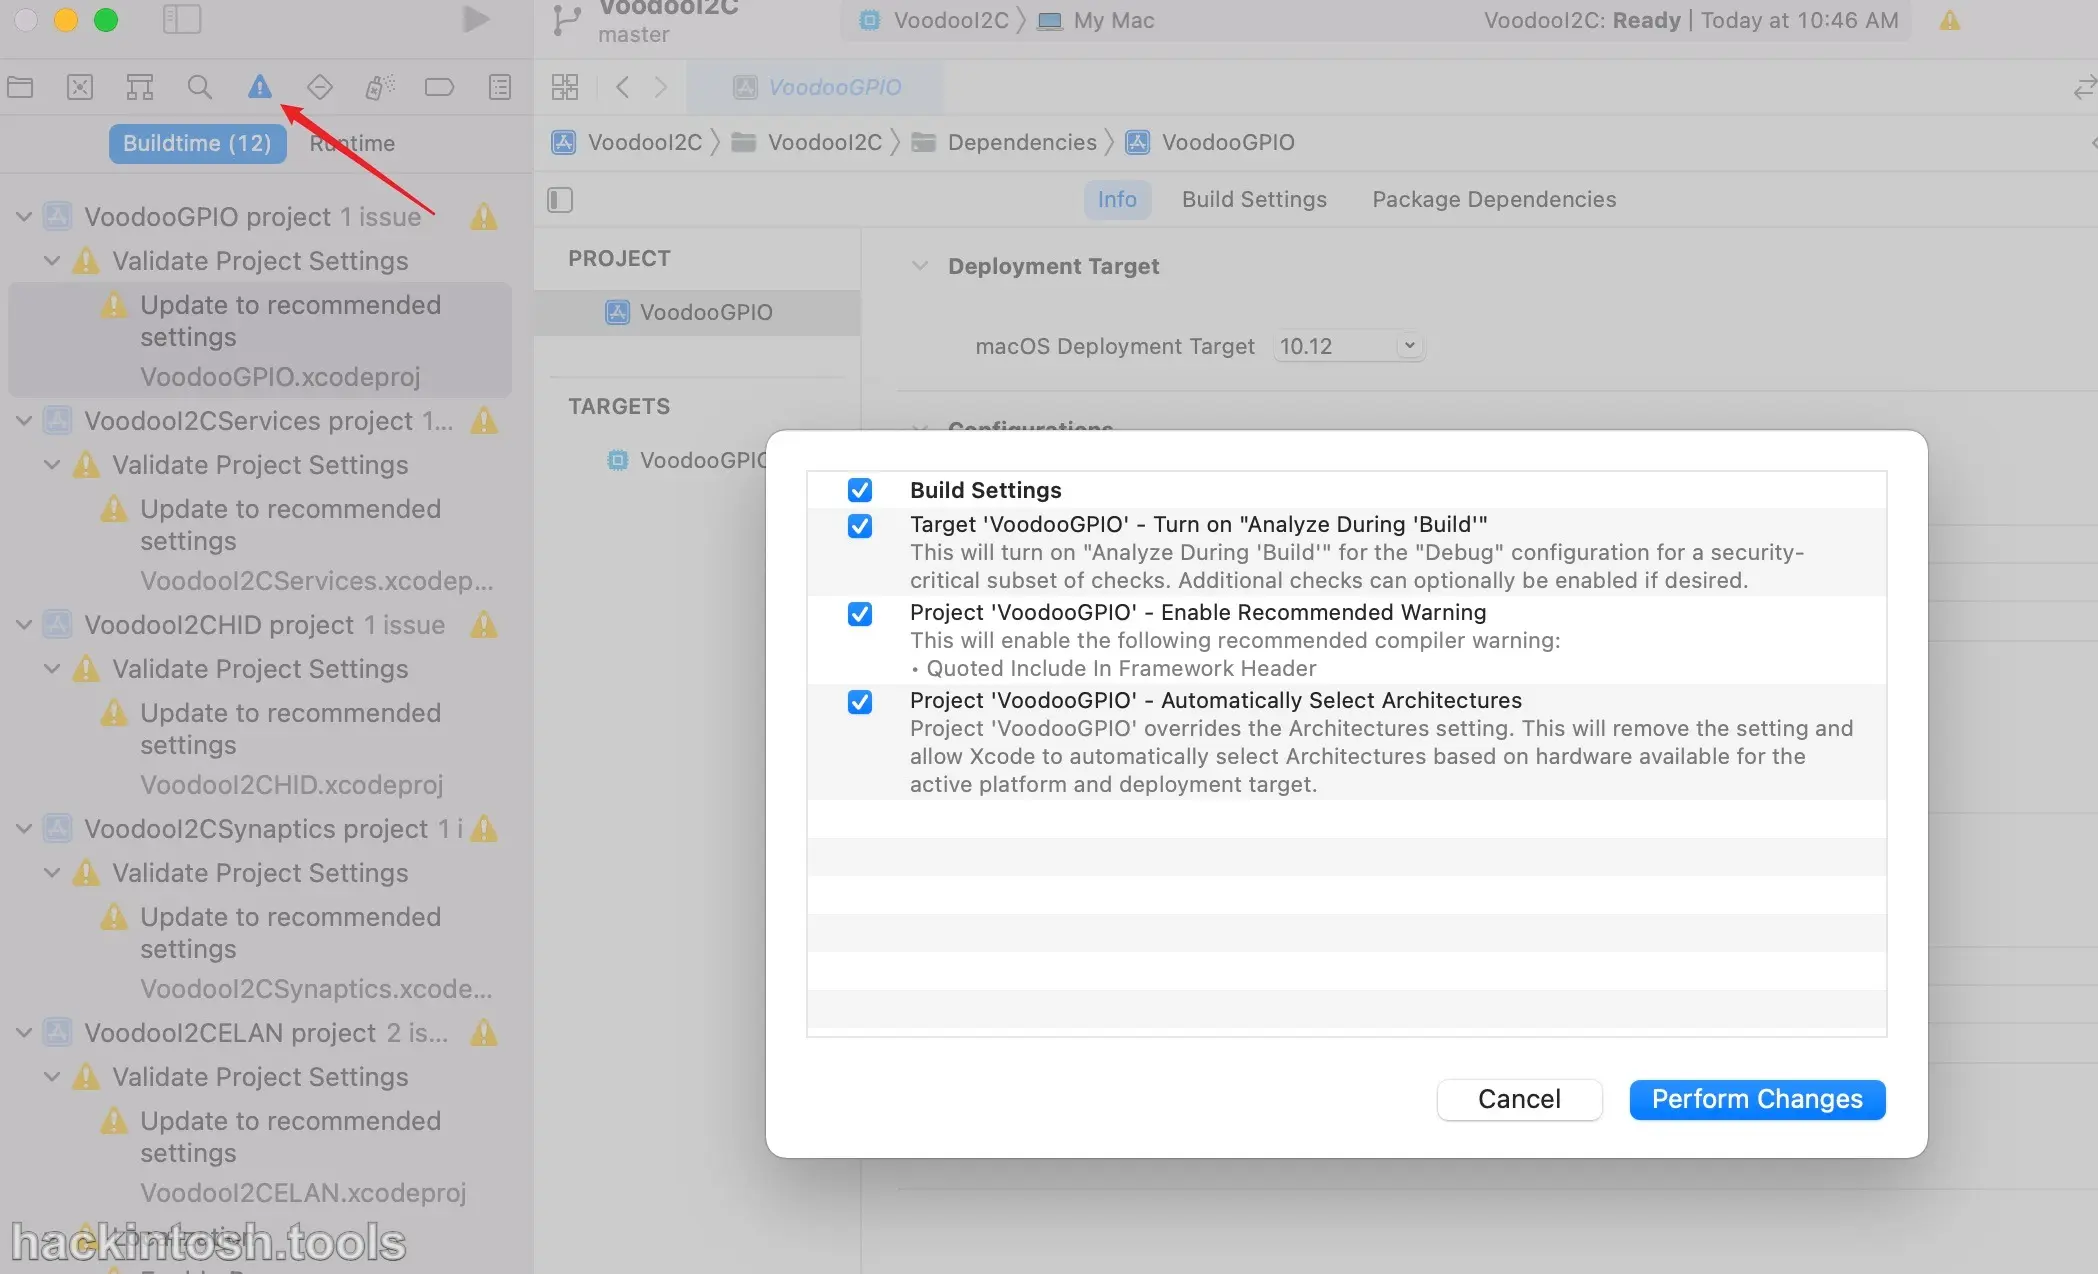 VoodooI2C
master
VoodooI2C
My Mac
VoodooI2C: Ready | Today at 10:46 AM
VoodooGPIO
Buildtime (12)
Runtime
VoodooI2C
VoodooI2C
Dependencies
VoodooGPIO
Info
Build Settings
Package Dependencies
VoodooGPIO project 1 issue
Validate Project Settings
Update to recommended
settings
VoodooGPIO.xcodeproj
VoodooI2CServices project 1...
Validate Project Settings
Update to recommended
settings
VoodooI2CServices.xcodep...
VoodooI2CHID project 1 issue
Validate Project Settings
Update to recommended
settings
VoodooI2CHID.xcodeproj
VoodooI2CSynaptics project 1 i
Validate Project Settings
Update to recommended
settings
VoodooI2CSynaptics.xcode...
VoodooI2CELAN project 2 is...
Validate Project Settings
Update to recommended
settings
VoodooI2CELAN.xcodeproj
Localization
hackintosh.tools
PROJECT
VoodooGPIO
TARGETS
VoodooGPIO
Deployment Target
macOS Deployment Target 10.12
Configurations
Build Settings
Target 'VoodooGPIO' - Turn on "Analyze During 'Build'"
This will turn on "Analyze During 'Build'" for the "Debug" configuration for a security-
critical subset of checks. Additional checks can optionally be enabled if desired.
Project 'VoodooGPIO' - Enable Recommended Warning
This will enable the following recommended compiler warning:
• Quoted Include In Framework Header
Project 'VoodooGPIO' - Automatically Select Architectures
Project 'VoodooGPIO' overrides the Architectures setting. This will remove the setting and
allow Xcode to automatically select Architectures based on hardware available for the
active platform and deployment target.
Cancel
Perform Changes